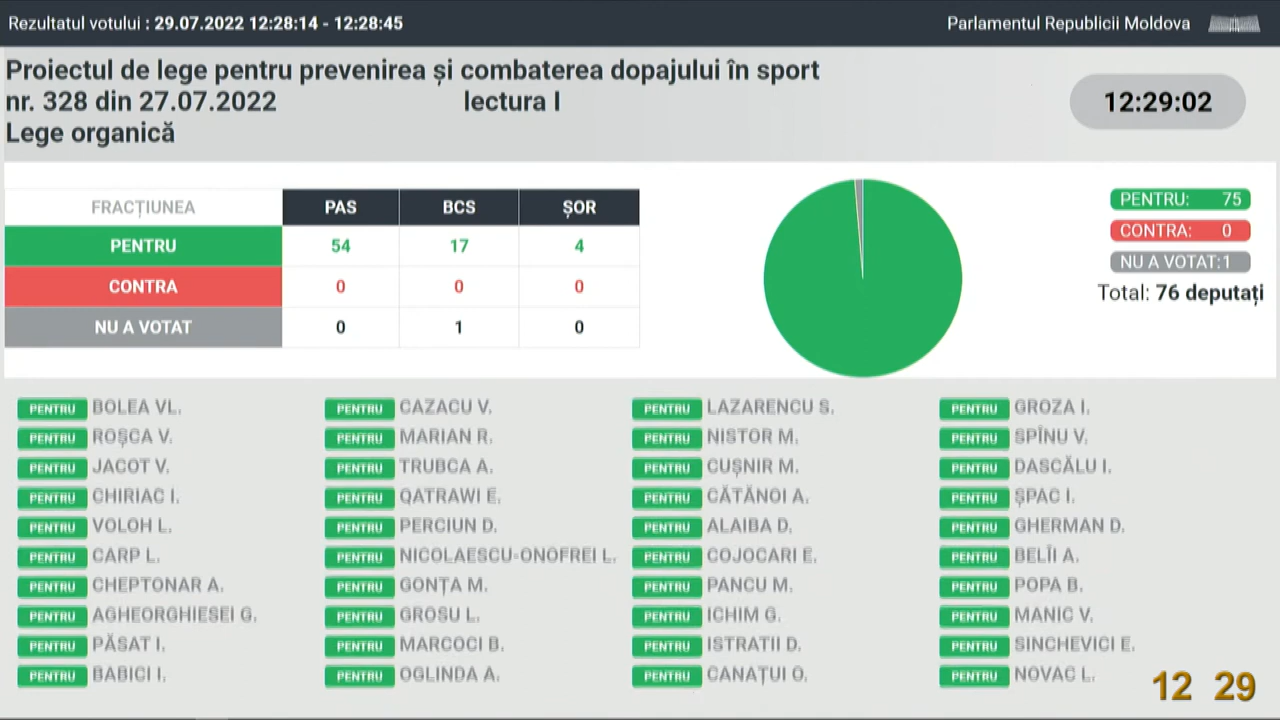 Rezultatul votului : 29.07.2022 12:28:14 - 12:28:45 Parlamentul Republicii Moldova
Proiectul de lege pentru prevenirea și combaterea dopajului în sport
nr. 328 din 27.07.2022 lectura I
Lege organică
12:29:02
FRACȚIUNEA PAS BCS ȘOR
PENTRU 54 17 4
CONTRA 0 0 0
NU A VOTAT 0 1 0
PENTRU: 75
CONTRA: 0
NU A VOTAT: 1
Total: 76 deputați
PENTRU BOLEA VL. PENTRU CAZACU V. PENTRU LAZARENCU S. PENTRU GROZA I.
PENTRU ROȘCA V. PENTRU MARIAN R. PENTRU NISTOR M. PENTRU SPÎNU V.
PENTRU JACOT V. PENTRU TRUBCA A. PENTRU CUȘNIR M. PENTRU DASCĂLU I.
PENTRU CHIRIAC I. PENTRU QATRAWI E. PENTRU CĂTĂNOI A. PENTRU ȘPAC I.
PENTRU VOLOH L. PENTRU PERCIUN D. PENTRU ALAIBA D. PENTRU GHERMAN D.
PENTRU CARP L. PENTRU NICOLAESCU-ONOFREI L. PENTRU COJOCARI E. PENTRU BELÎI A.
PENTRU CHEPTONAR A. PENTRU GONȚA M. PENTRU PANCU M. PENTRU POPA B.
PENTRU AGHEORGHIESEI G. PENTRU GROSU L. PENTRU ICHIM G. PENTRU MANIC V.
PENTRU PĂSAT I. PENTRU MARCOCI B. PENTRU ISTRATII D. PENTRU SINCHEVICI E.
PENTRU BABICI I. PENTRU OGLINDA A. PENTRU CANAȚUI O. PENTRU NOVAC L.
12 29